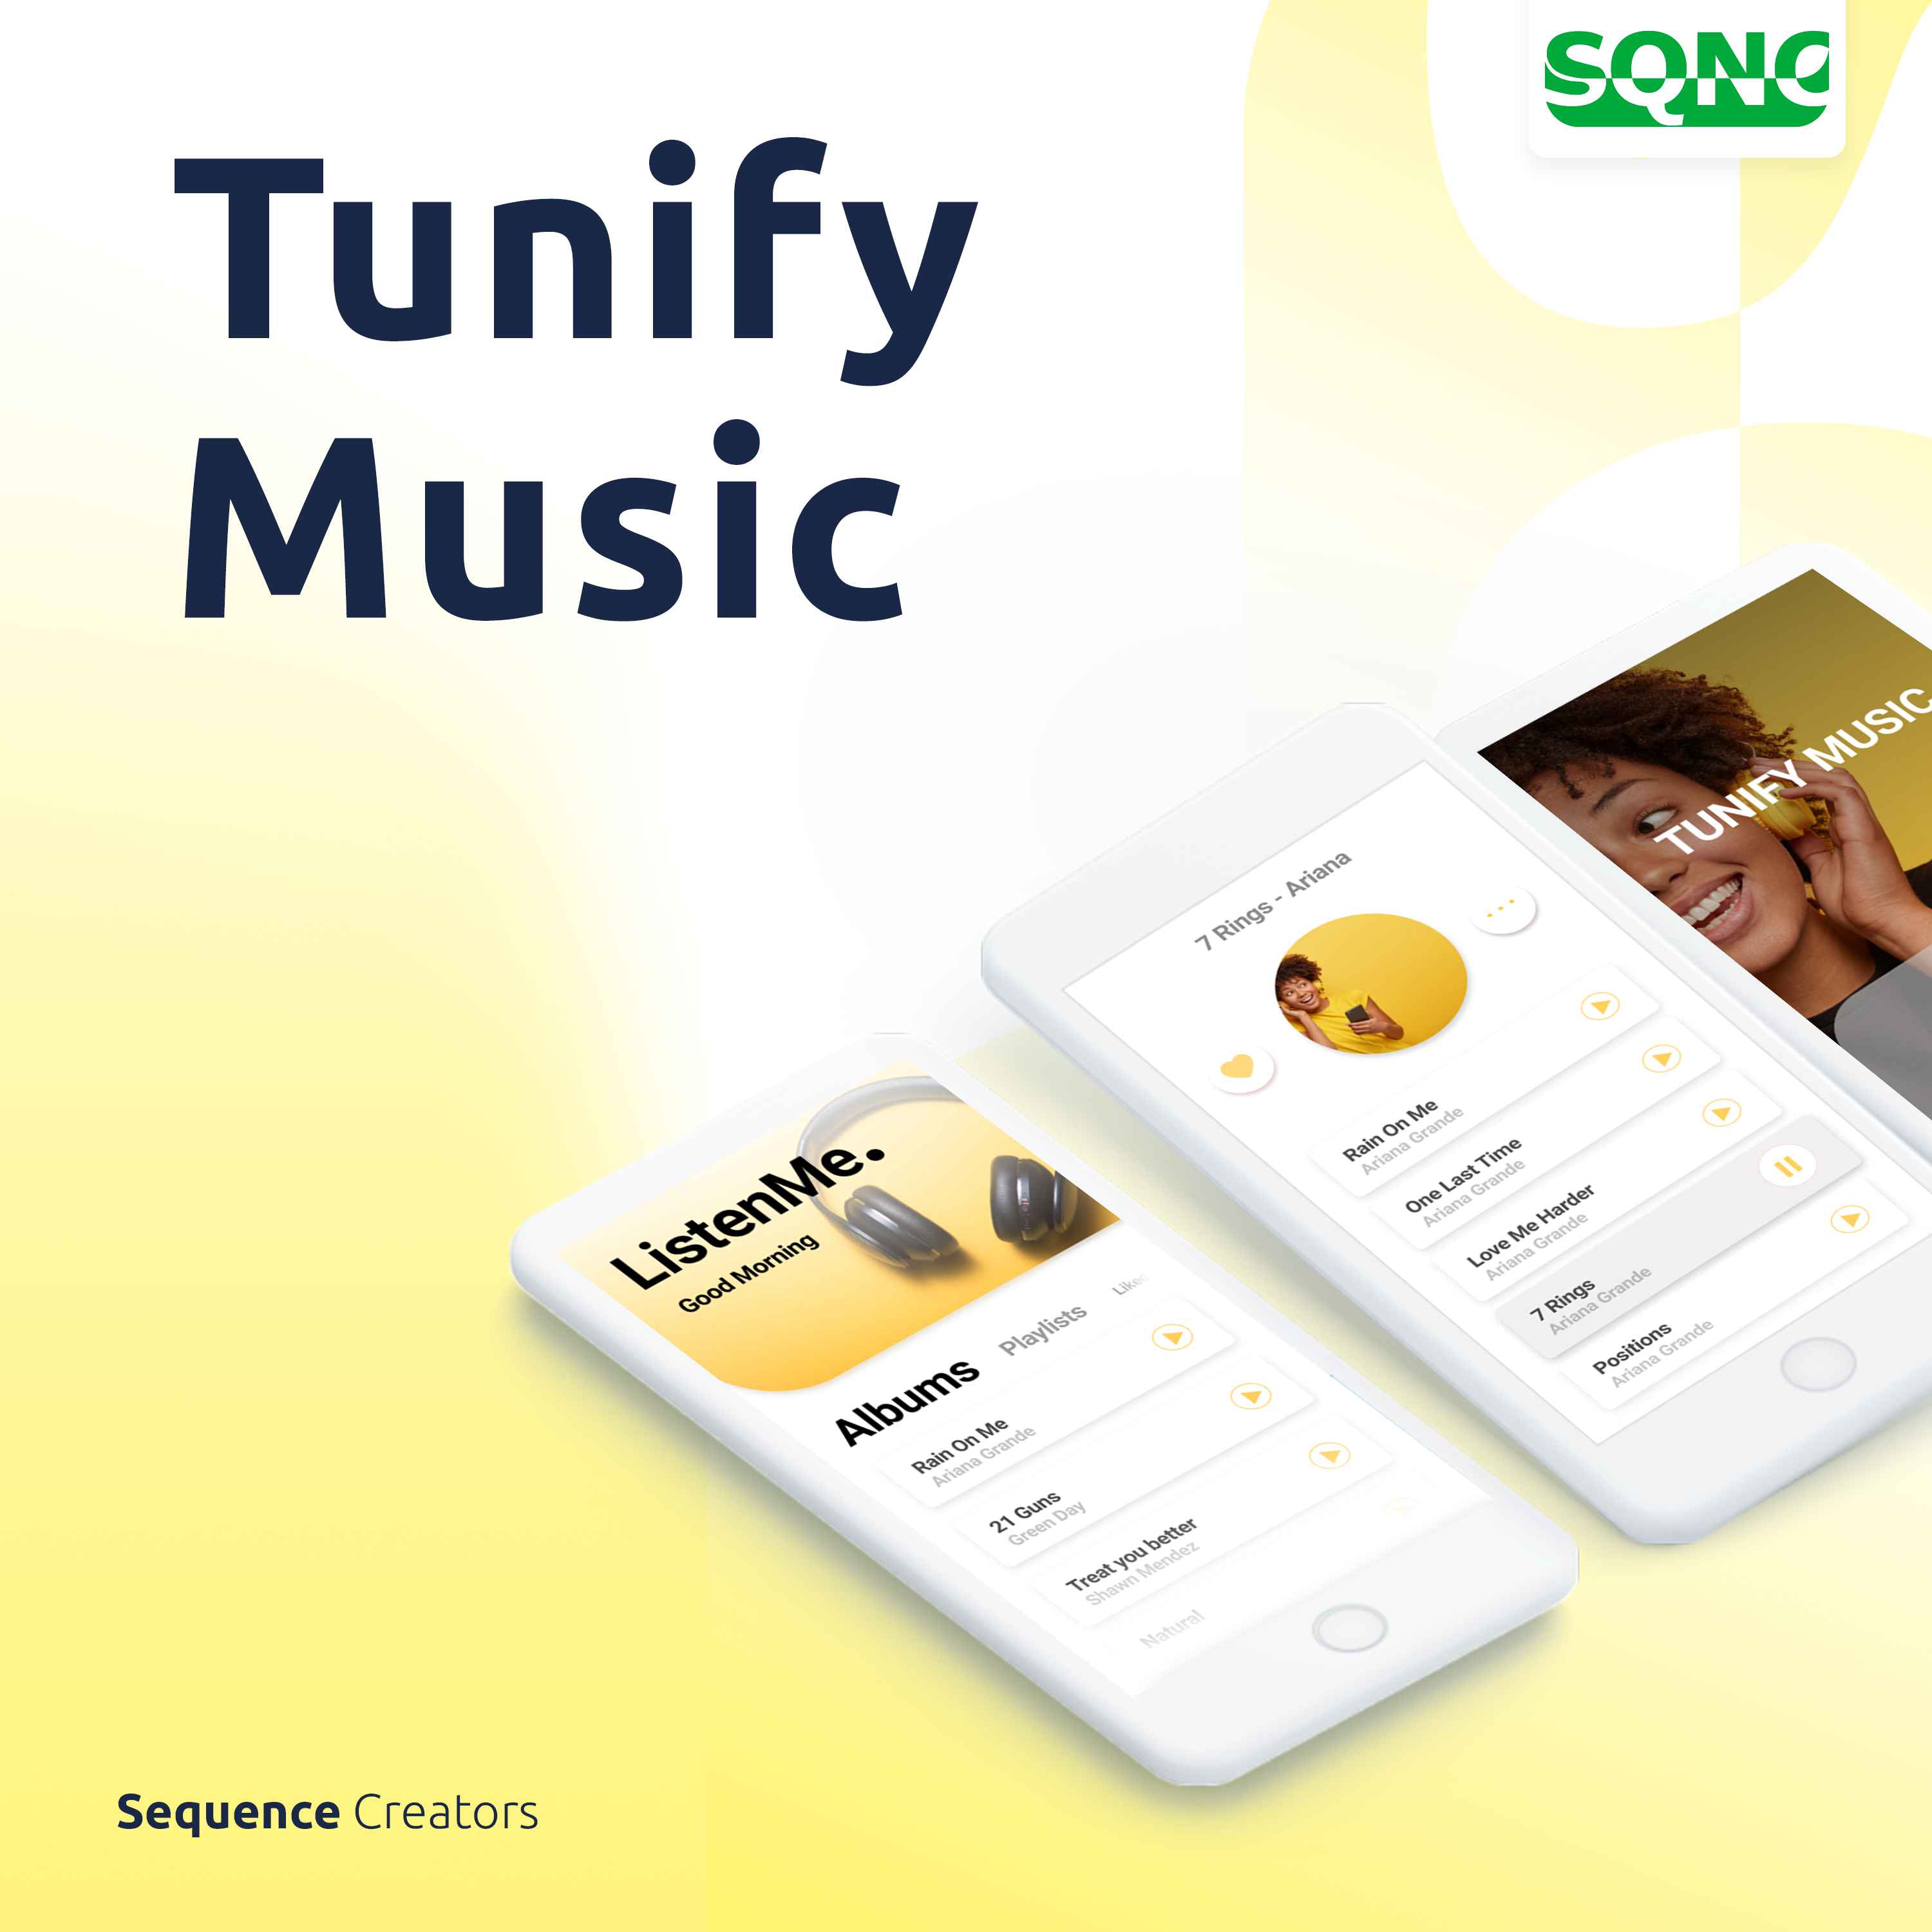 SQNC
Tunify
Music
TUNIFY MUSIC
7 Rings - Ariana
Rain On Me
Ariana Grande
One Last Time
Ariana Grande
Love Me Harder
Ariana Grande
7 Rings
Ariana Grande
Positions
Ariana Grande
ListenMe.
Good Morning
Albums Playlists
Rain On Me
Ariana Grande
21 Guns
Green Day
Treat you better
Shawn Mendez
Natural
Sequence Creators